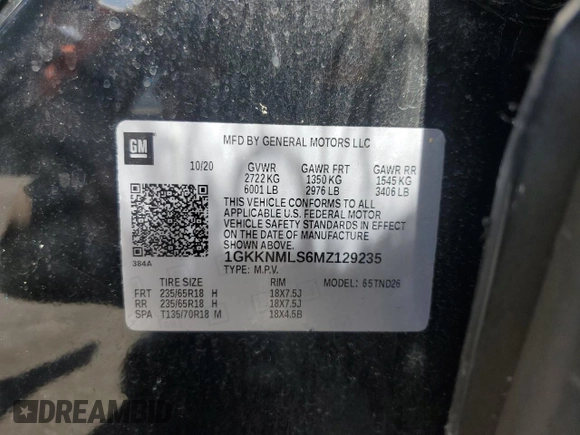 GM
MFD BY GENERAL MOTORS LLC
10/20 GVWR GAWR FRT GAWR RR
2722 KG 1350 KG 1545 KG
6001 LB 2976 LB 3406 LB
THIS VEHICLE CONFORMS TO ALL
APPLICABLE U.S. FEDERAL MOTOR
VEHICLE SAFETY STANDARDS IN EFFECT
ON THE DATE OF MANUFACTURE
SHOWN ABOVE.
1GKKNMLS6MZ129235
384A
TYPE: M.P.V.
TIRE SIZE RIM MODEL: 65TND26
FRT 235/65R18 H 18X7.5J
RR 235/65R18 H 18X7.5J
SPA T135/70R18 M 18X4.5B
DREAMBID